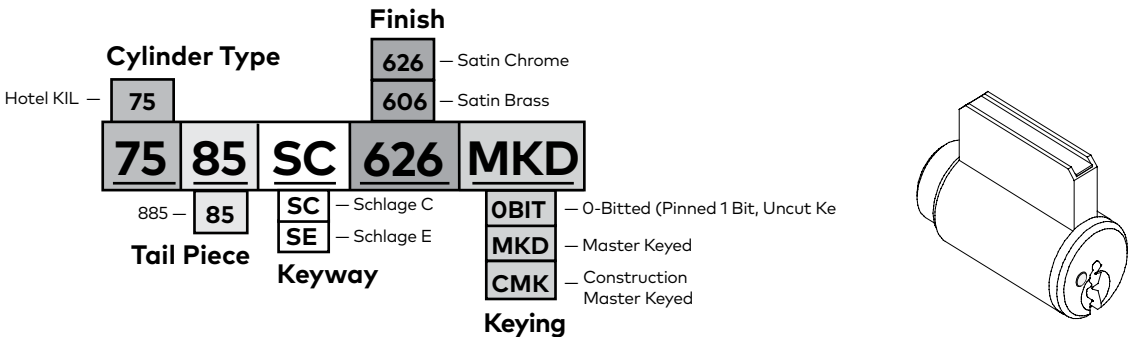 Finish
Cylinder Type
626 – Satin Chrome
Hotel KIL – 75
606 – Satin Brass
75 85 SC 626 MKD
885 – 85
SC – Schlage C
0BIT – 0-Bitted (Pinned 1 Bit, Uncut Ke
SE – Schlage E
MKD – Master Keyed
Tail Piece
Keyway
CMK – Construction
Master Keyed
Keying